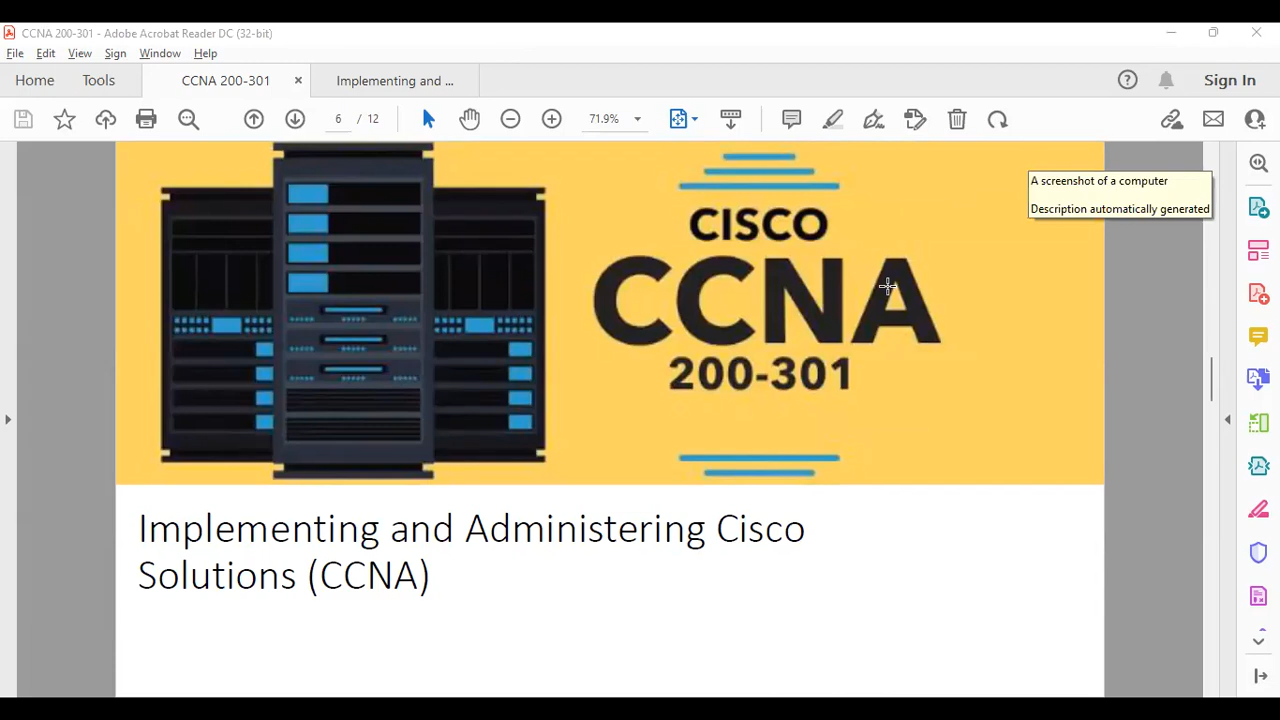 CCNA 200-301 - Adobe Acrobat Reader DC (32-bit)
File Edit View Sign Window Help
Home Tools CCNA 200-301 Implementing and ... Sign In
6 / 12 71.9%
A screenshot of a computer
Description automatically generated
CISCO
CCNA
200-301
Implementing and Administering Cisco
Solutions (CCNA)